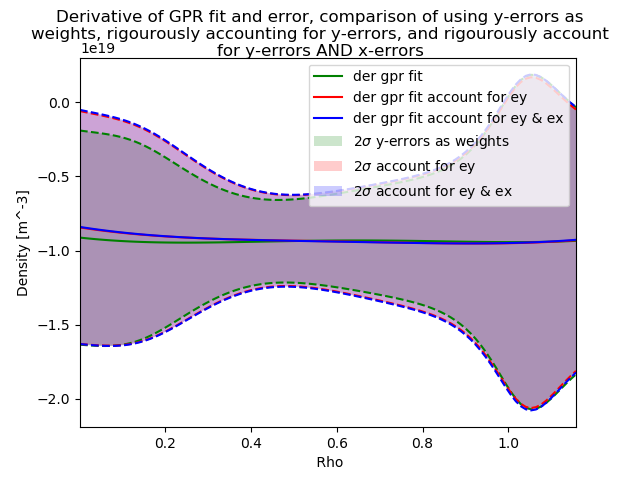 Derivative of GPR fit and error, comparison of using y-errors as
weights, rigourously accounting for y-errors, and rigourously account
for y-errors AND x-errors
1e19
der gpr fit
der gpr fit account for ey
der gpr fit account for ey & ex
2σ y-errors as weights
2σ account for ey
2σ account for ey & ex
0.0
−0.5
−1.0
−1.5
−2.0
Density [m^-3]
0.2 0.4 0.6 0.8 1.0
Rho